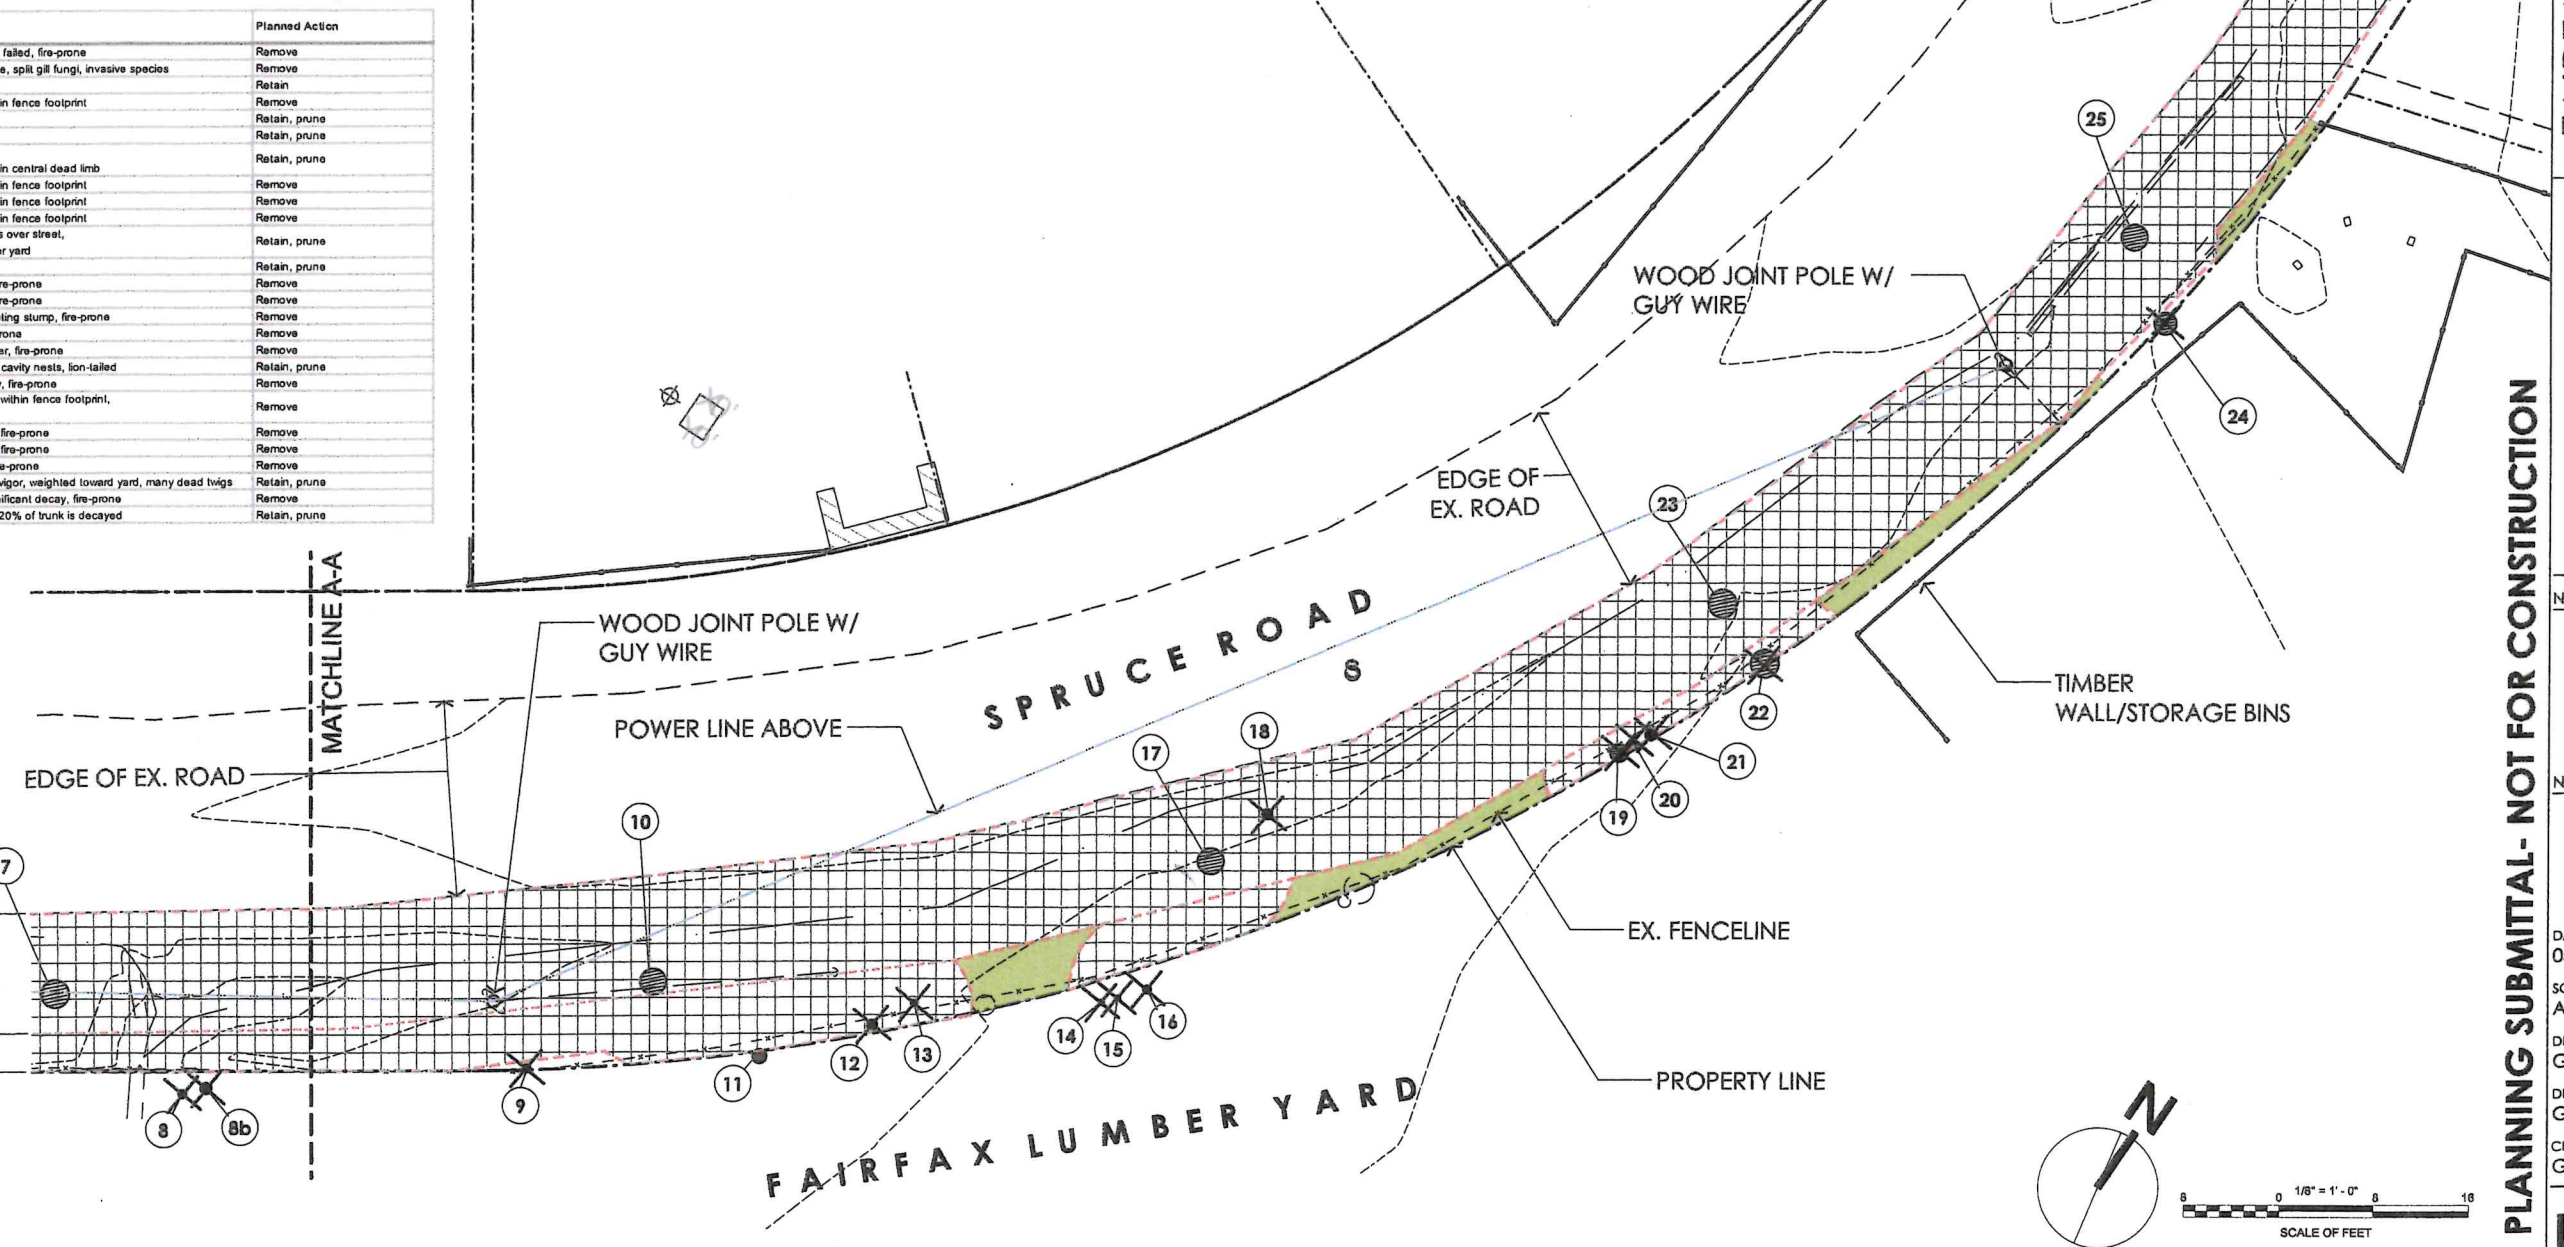 Planned Action
failed, fire-prone Remove
e, split gill fungi, invasive species Remove
Retain
in fence footprint Remove
Retain, prune
Retain, prune
Retain, prune
in central dead limb
in fence footprint Remove
in fence footprint Remove
in fence footprint Remove
s over street,
Retain, prune
er yard
Retain, prune
re-prone Remove
re-prone Remove
ting stump, fire-prone Remove
rone Remove
er, fire-prone Remove
cavity nests, lion-tailed Retain, prune
, fire-prone Remove
within fence footprint,
Remove
fire-prone Remove
fire-prone Remove
e-prone Remove
vigor, weighted toward yard, many dead twigs Retain, prune
ificant decay, fire-prone Remove
20% of trunk is decayed Retain, prune
MATCHLINE A-A
WOOD JOINT POLE W/
GUY WIRE
POWER LINE ABOVE
EDGE OF EX. ROAD
SPRUCE ROAD
8
EDGE OF
EX. ROAD
WOOD JOINT POLE W/
GUY WIRE
25
24
23
22
21
20
19
18
17
16
15
14
13
12
11
10
9
8b
8
7
TIMBER
WALL/STORAGE BINS
EX. FENCELINE
PROPERTY LINE
FAIRFAX LUMBER YARD
N
8 0 1/8" = 1'-0" 8 16
SCALE OF FEET
PLANNING SUBMITTAL- NOT FOR CONSTRUCTION